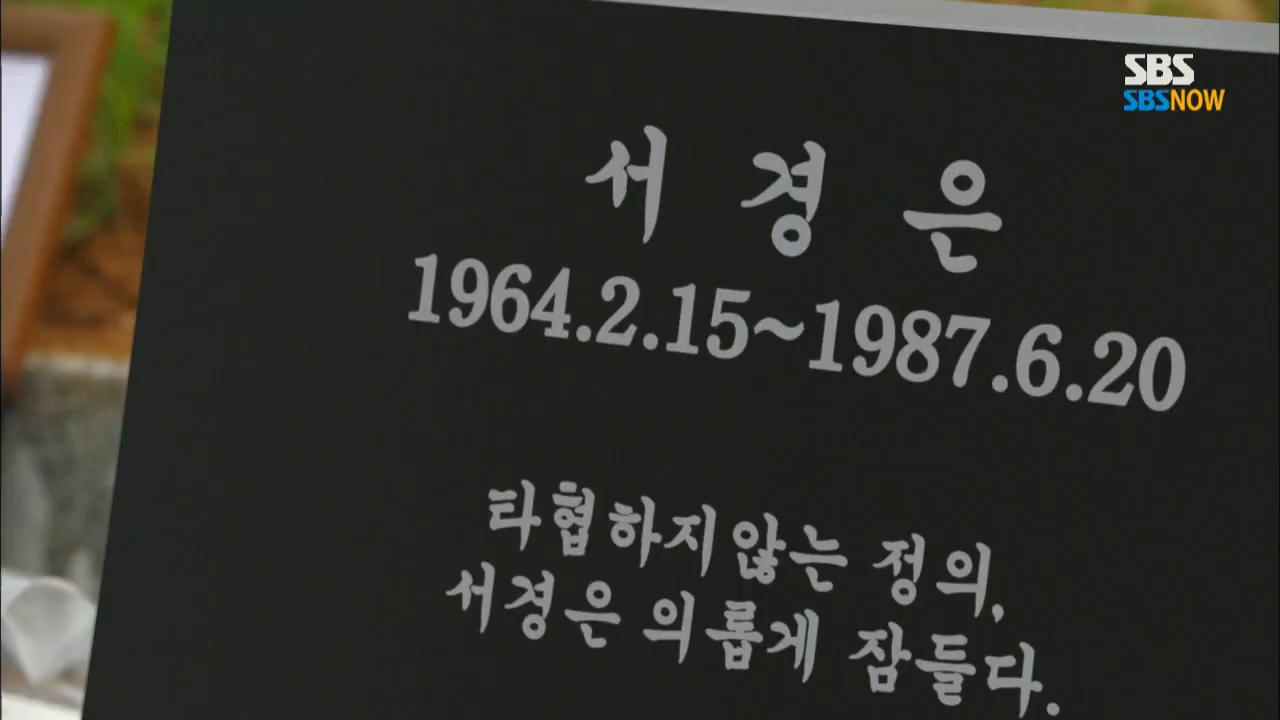 SBS
SBSNOW
서 경 은
1964.2.15~1987.6.20
타협하지않는 정의,
서경은 의롭게 잠들다.